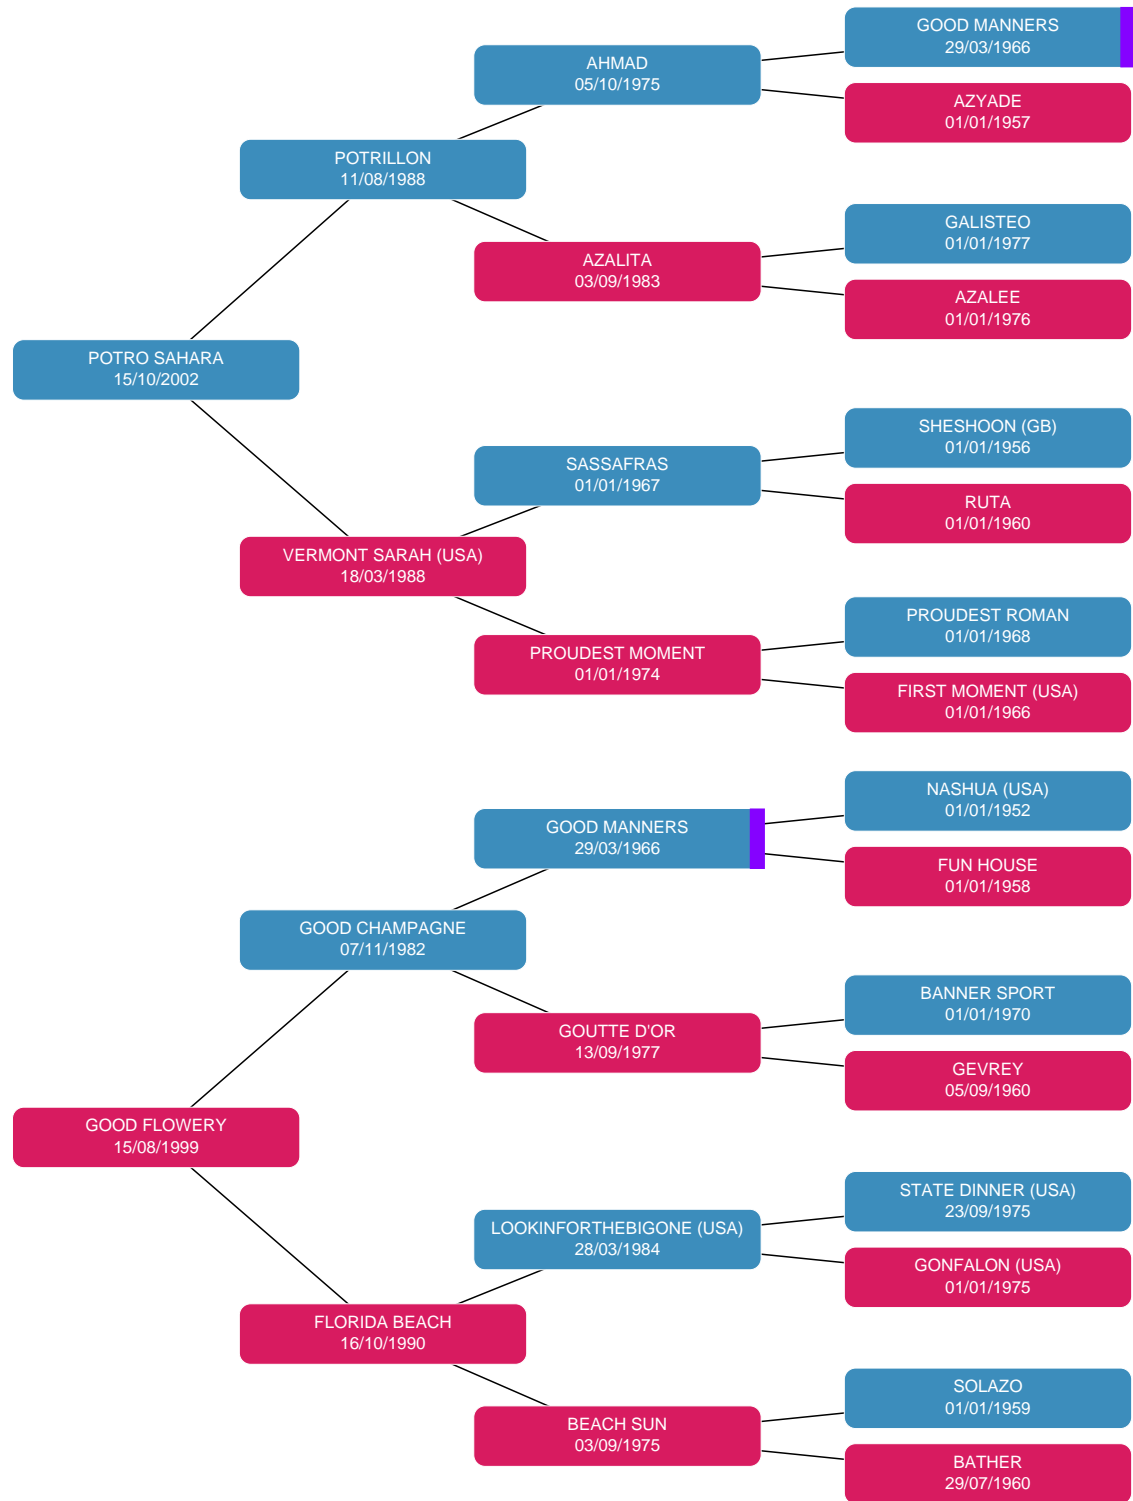 GOOD MANNERS
29/03/1966
AHMAD
05/10/1975
AZYADE
01/01/1957
POTRILLON
11/08/1988
GALISTEO
01/01/1977
AZALITA
03/09/1983
AZALEE
01/01/1976
POTRO SAHARA
15/10/2002
SHESHOON (GB)
01/01/1956
SASSAFRAS
01/01/1967
RUTA
01/01/1960
VERMONT SARAH (USA)
18/03/1988
PROUDEST ROMAN
01/01/1968
PROUDEST MOMENT
01/01/1974
FIRST MOMENT (USA)
01/01/1966
NASHUA (USA)
01/01/1952
GOOD MANNERS
29/03/1966
FUN HOUSE
01/01/1958
GOOD CHAMPAGNE
07/11/1982
BANNER SPORT
01/01/1970
GOUTTE D'OR
13/09/1977
GEVREY
05/09/1960
GOOD FLOWERY
15/08/1999
STATE DINNER (USA)
23/09/1975
LOOKINFORTHEBIGONE (USA)
28/03/1984
GONFALON (USA)
01/01/1975
FLORIDA BEACH
16/10/1990
SOLAZO
01/01/1959
BEACH SUN
03/09/1975
BATHER
29/07/1960